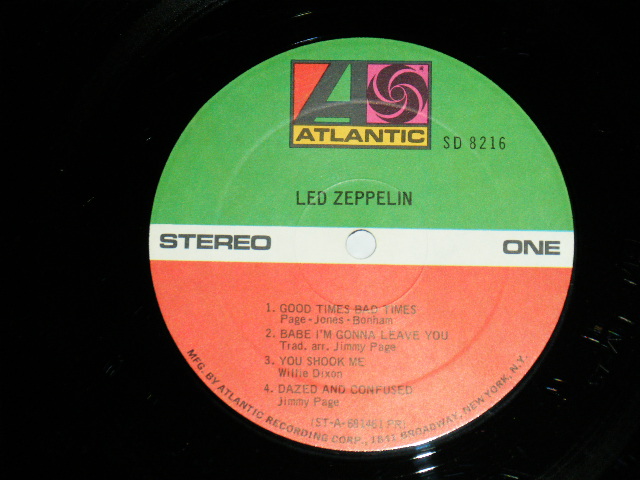 ATLANTIC
SD 8216
LED ZEPPELIN
STEREO
ONE
1. GOOD TIMES BAD TIMES
Page - Jones - Bonham
2. BABE I'M GONNA LEAVE YOU
Trad. arr. Jimmy Page
3. YOU SHOOK ME
Willie Dixon
4. DAZED AND CONFUSED
Jimmy Page
MFG. BY ATLANTIC RECORDING CORP., 1841 BROADWAY, NEW YORK, N.Y.